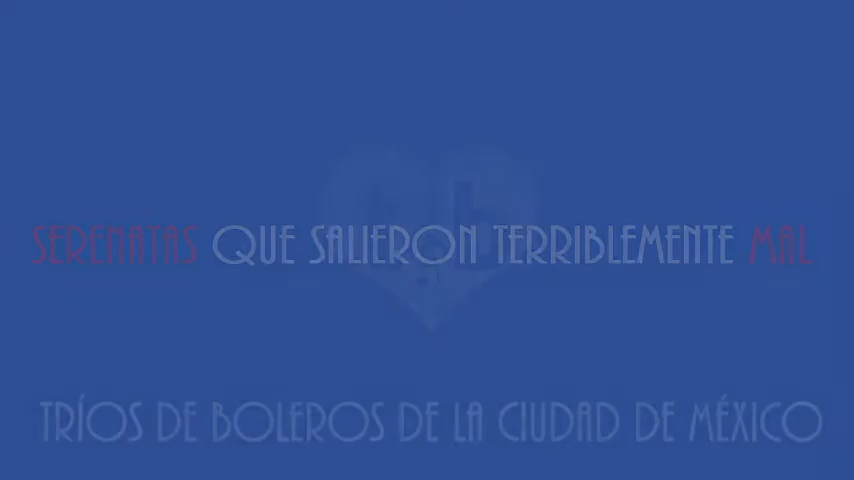 SERENATAS QUE SALIERON TERRIBLEMENTE MAL
TRÍOS DE BOLEROS DE LA CIUDAD DE MÉXICO